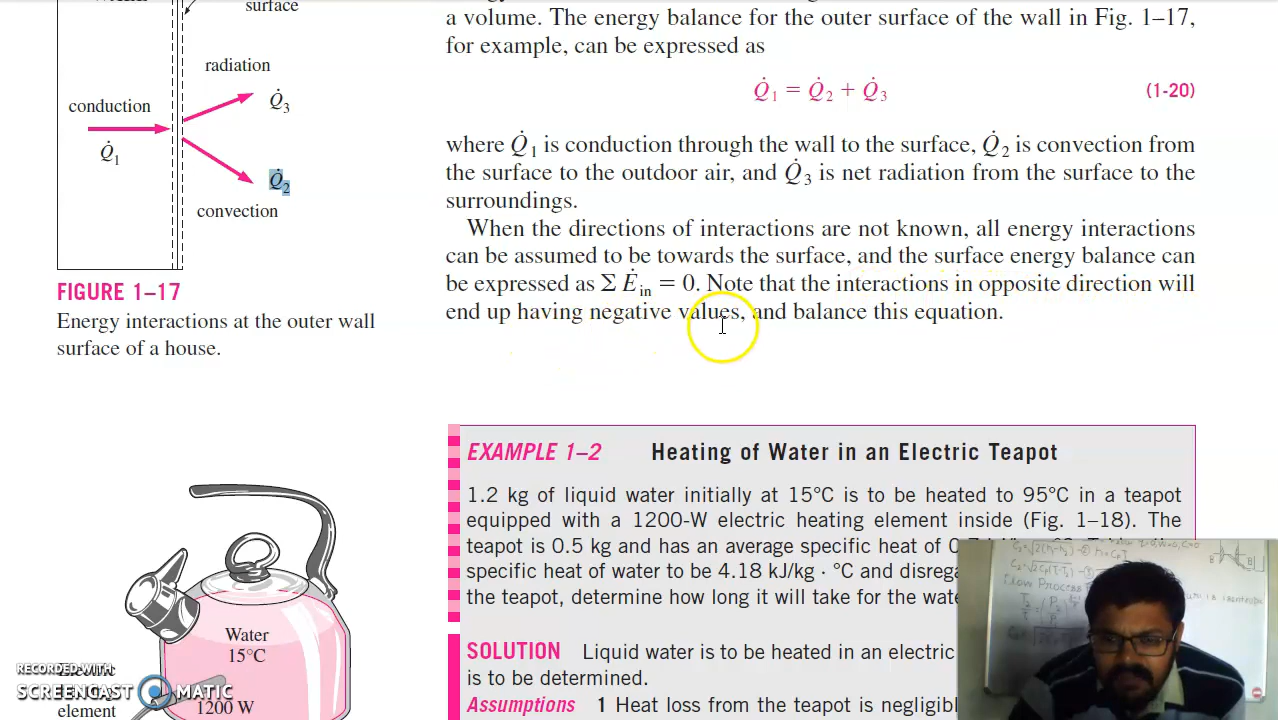 surface
radiation
conduction
Q̇3
Q̇1
Q̇2
convection
FIGURE 1–17
Energy interactions at the outer wall
surface of a house.
a volume. The energy balance for the outer surface of the wall in Fig. 1–17,
for example, can be expressed as
Q̇1 = Q̇2 + Q̇3 (1-20)
where Q̇1 is conduction through the wall to the surface, Q̇2 is convection from
the surface to the outdoor air, and Q̇3 is net radiation from the surface to the
surroundings.
When the directions of interactions are not known, all energy interactions
can be assumed to be towards the surface, and the surface energy balance can
be expressed as Σ Ėin = 0. Note that the interactions in opposite direction will
end up having negative values, and balance this equation.
EXAMPLE 1–2 Heating of Water in an Electric Teapot
1.2 kg of liquid water initially at 15°C is to be heated to 95°C in a teapot
equipped with a 1200-W electric heating element inside (Fig. 1–18). The
teapot is 0.5 kg and has an average specific heat of
specific heat of water to be 4.18 kJ/kg · °C and disrega
the teapot, determine how long it will take for the wate
SOLUTION Liquid water is to be heated in an electric
is to be determined.
Assumptions 1 Heat loss from the teapot is negligibl
Water
15°C
element
1200 W
RECORDED WITH
SCREENCAST MATIC
Flow Process